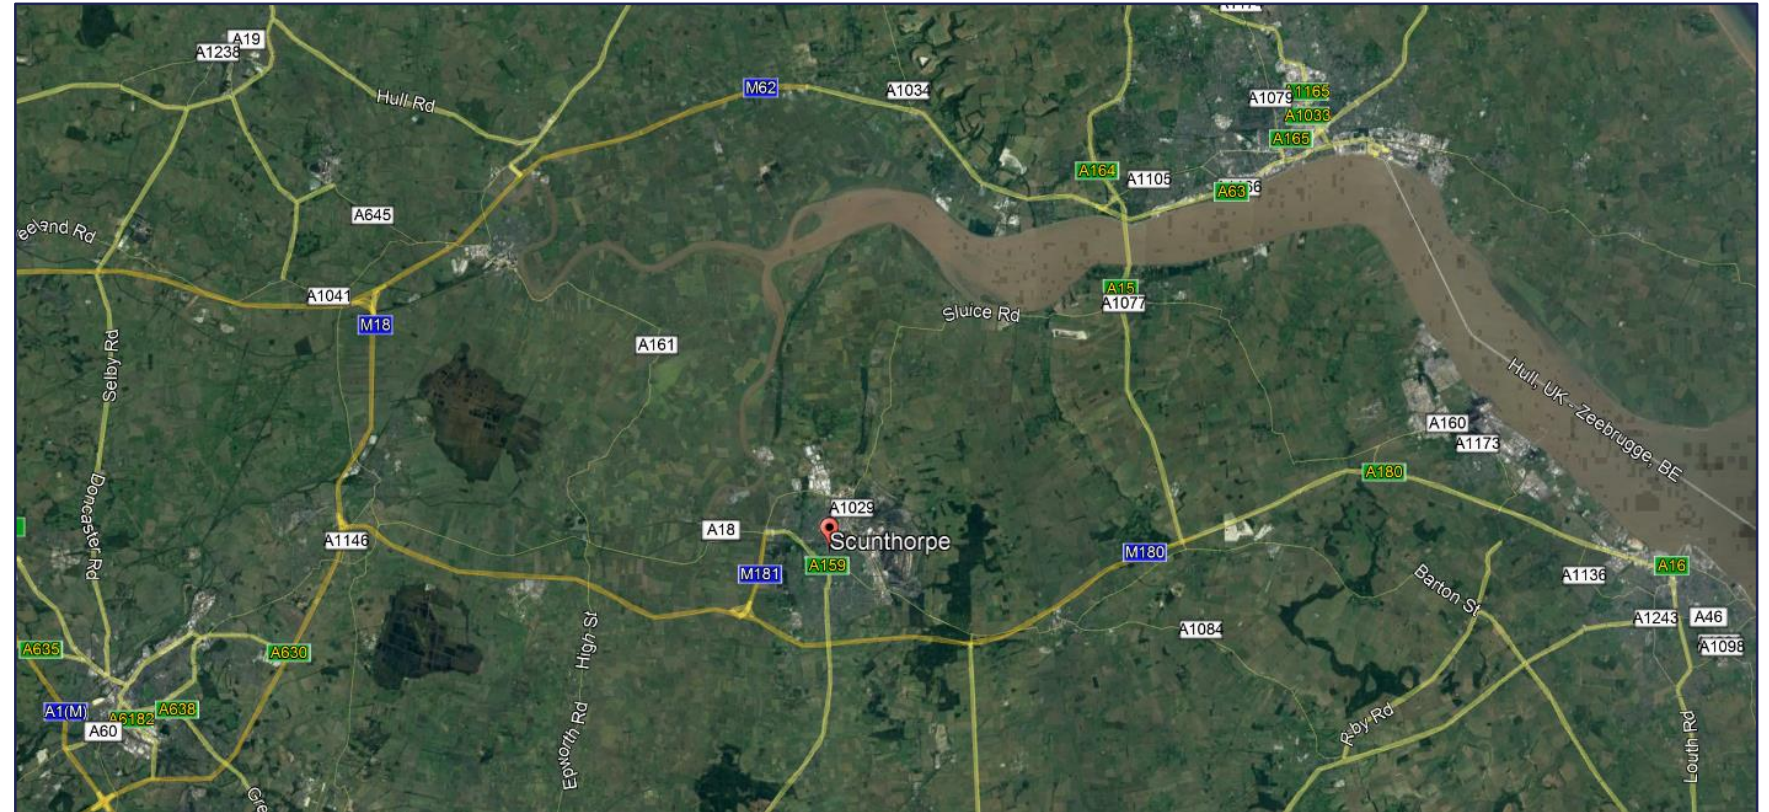 A19
A1238
M62
A1034
Hull Rd
A1165
A1079
A1033
A165
A164
A1105
A63
A645
eeland Rd
A15
A1077
A1041
Sluice Rd
M18
A161
Selby Rd
Hull, UK - Zeebrugge, BE
A160
A1173
A180
Doncaster Rd
A1029
A18
Scunthorpe
A1146
M180
A159
M181
A1136
A16
Barton St
A1243
A46
A1084
A1098
High St
A635
A630
A1(M)
A6182
A638
A60
Epworth Rd
by Rd
Louth Rd
Gre